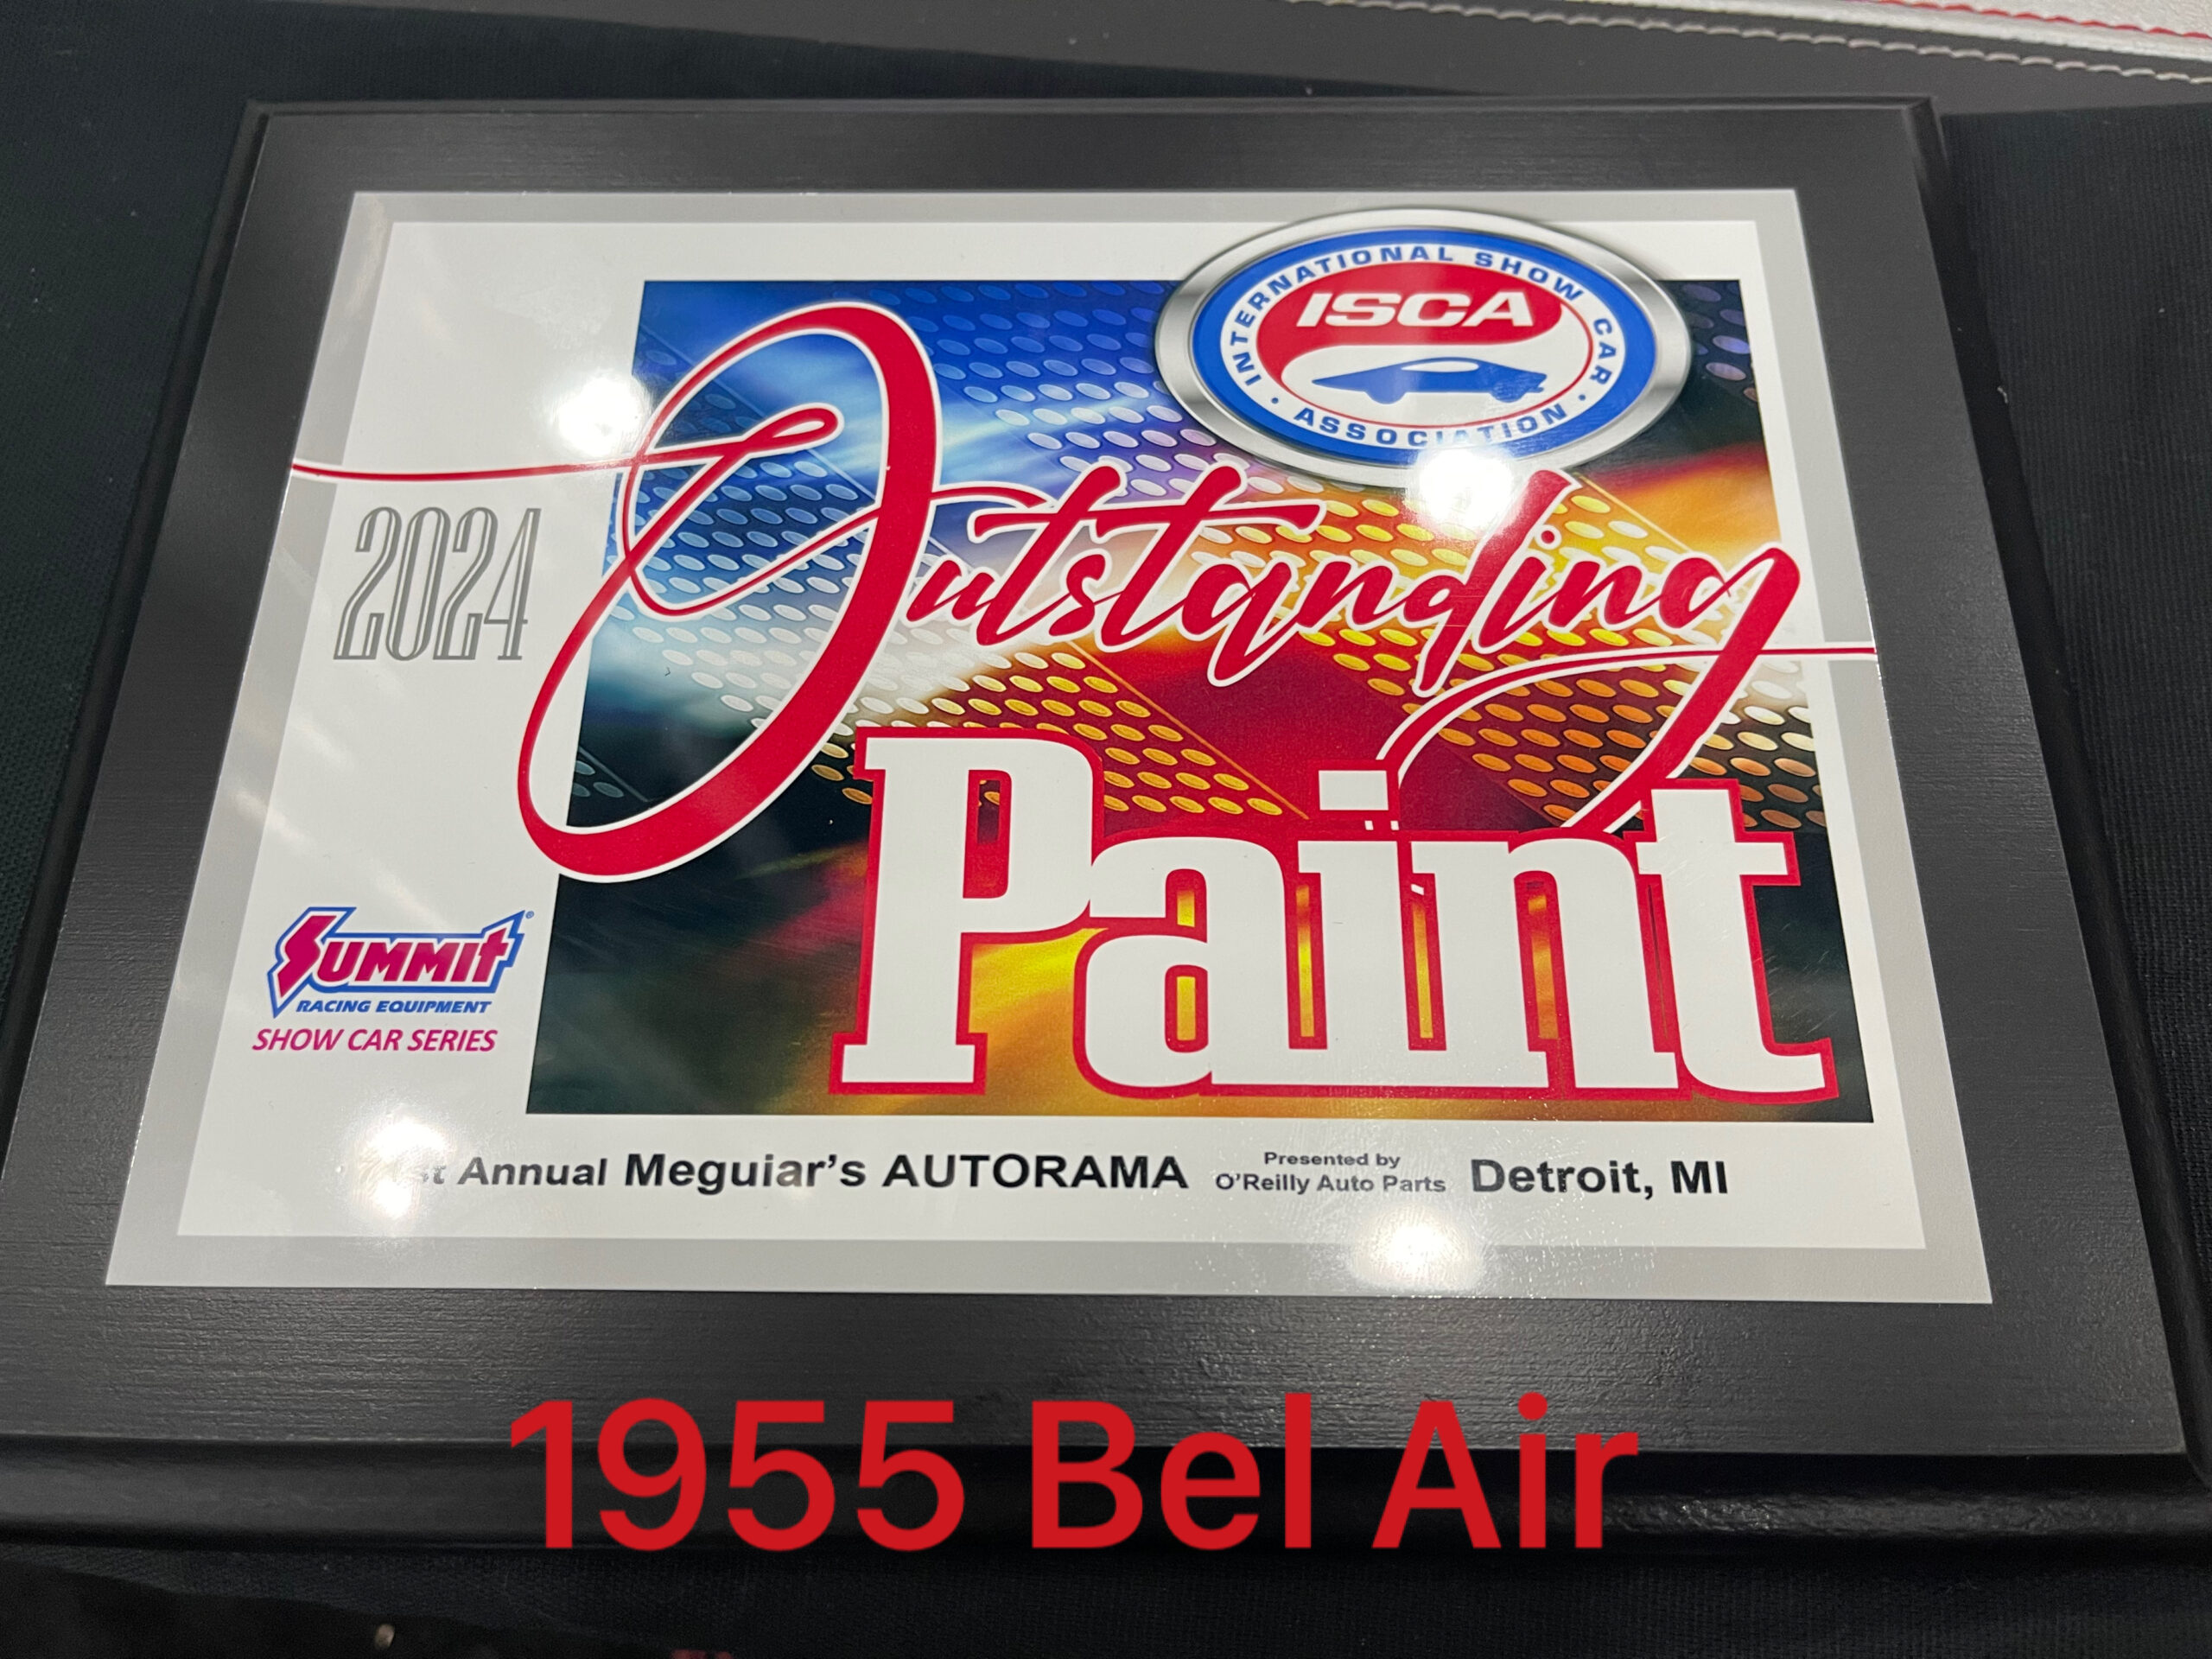 INTERNATIONAL SHOW CAR
ISCA
ASSOCIATION
2024
Outstanding
Paint
SUMMIT
RACING EQUIPMENT
SHOW CAR SERIES
Annual Meguiar's AUTORAMA Presented by O'Reilly Auto Parts Detroit, MI
1955 Bel Air